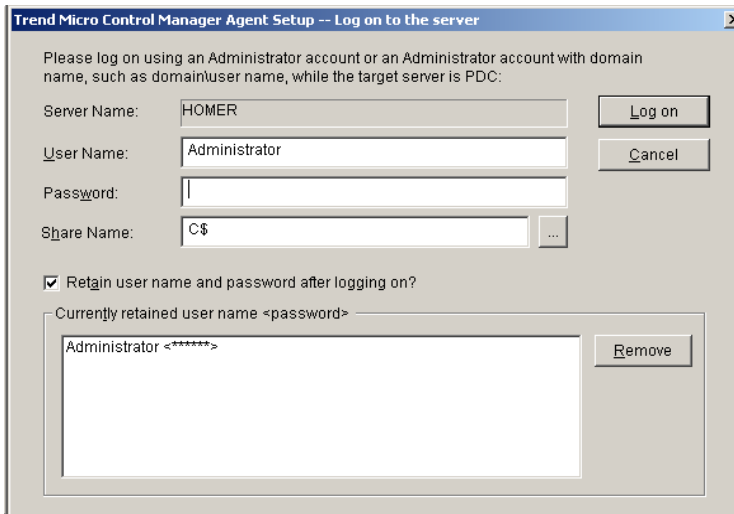 Trend Micro Control Manager Agent Setup -- Log on to the server
Please log on using an Administrator account or an Administrator account with domain
name, such as domain\user name, while the target server is PDC:
Server Name: HOMER Log on
User Name: Administrator Cancel
Password:
Share Name: C$ ...
Retain user name and password after logging on?
Currently retained user name <password>
Administrator <******> Remove